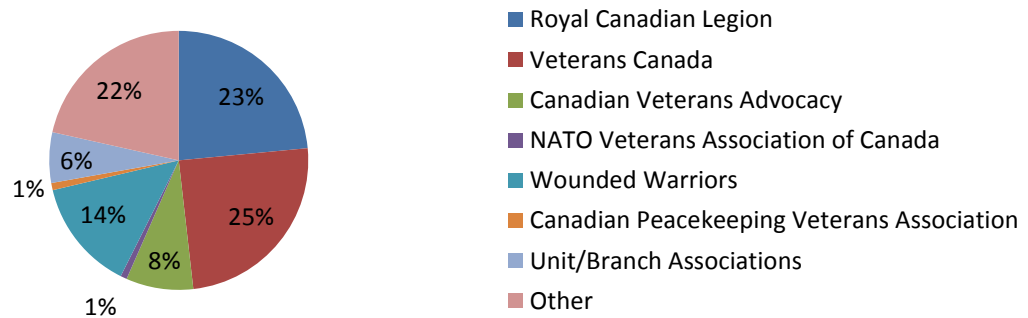 22%
23%
6%
1%
14%
25%
8%
1%
Royal Canadian Legion
Veterans Canada
Canadian Veterans Advocacy
NATO Veterans Association of Canada
Wounded Warriors
Canadian Peacekeeping Veterans Association
Unit/Branch Associations
Other